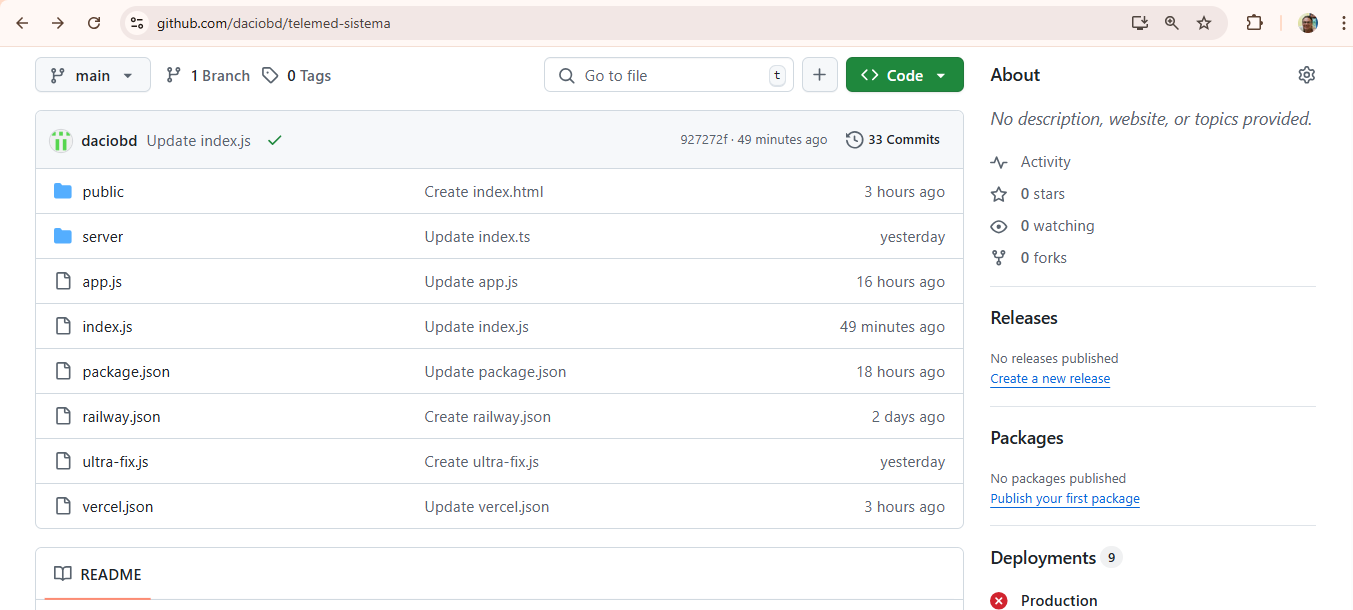 github.com/daciobd/telemed-sistema
main
1 Branch
0 Tags
Go to file
t
Code
daciobd Update index.js
927272f · 49 minutes ago
33 Commits
public Create index.html 3 hours ago
server Update index.ts yesterday
app.js Update app.js 16 hours ago
index.js Update index.js 49 minutes ago
package.json Update package.json 18 hours ago
railway.json Create railway.json 2 days ago
ultra-fix.js Create ultra-fix.js yesterday
vercel.json Update vercel.json 3 hours ago
README
About
No description, website, or topics provided.
Activity
0 stars
0 watching
0 forks
Releases
No releases published
Create a new release
Packages
No packages published
Publish your first package
Deployments 9
Production